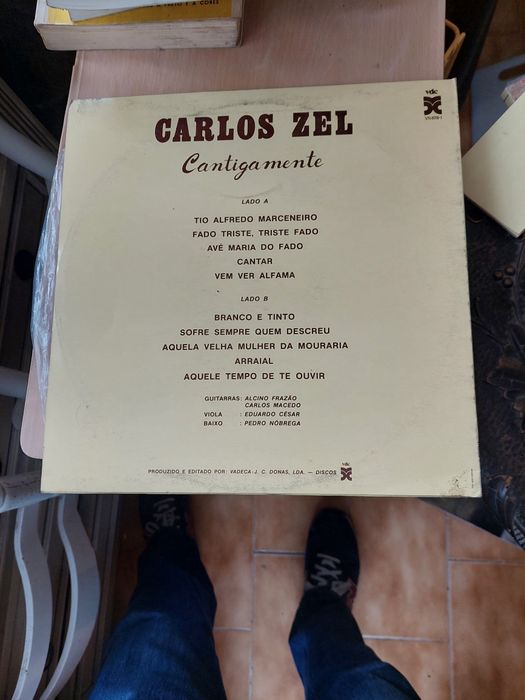 vdc
CARLOS ZEL
Cantigamente
LADO A
TIO ALFREDO MARCENEIRO
FADO TRISTE, TRISTE FADO
AVÉ MARIA DO FADO
CANTAR
VEM VER ALFAMA
LADO B
BRANCO E TINTO
SOFRE SEMPRE QUEM DESCREU
AQUELA VELHA MULHER DA MOURARIA
ARRAIAL
AQUELE TEMPO DE TE OUVIR
GUITARRAS: ALCINO FRAZÃO
CARLOS MACEDO
VIOLA : EDUARDO CÉSAR
BAIXO : PEDRO NÓBREGA
PRODUZIDO E EDITADO POR: VADECA-J. C. DONAS, LDA. — DISCOS
vdc